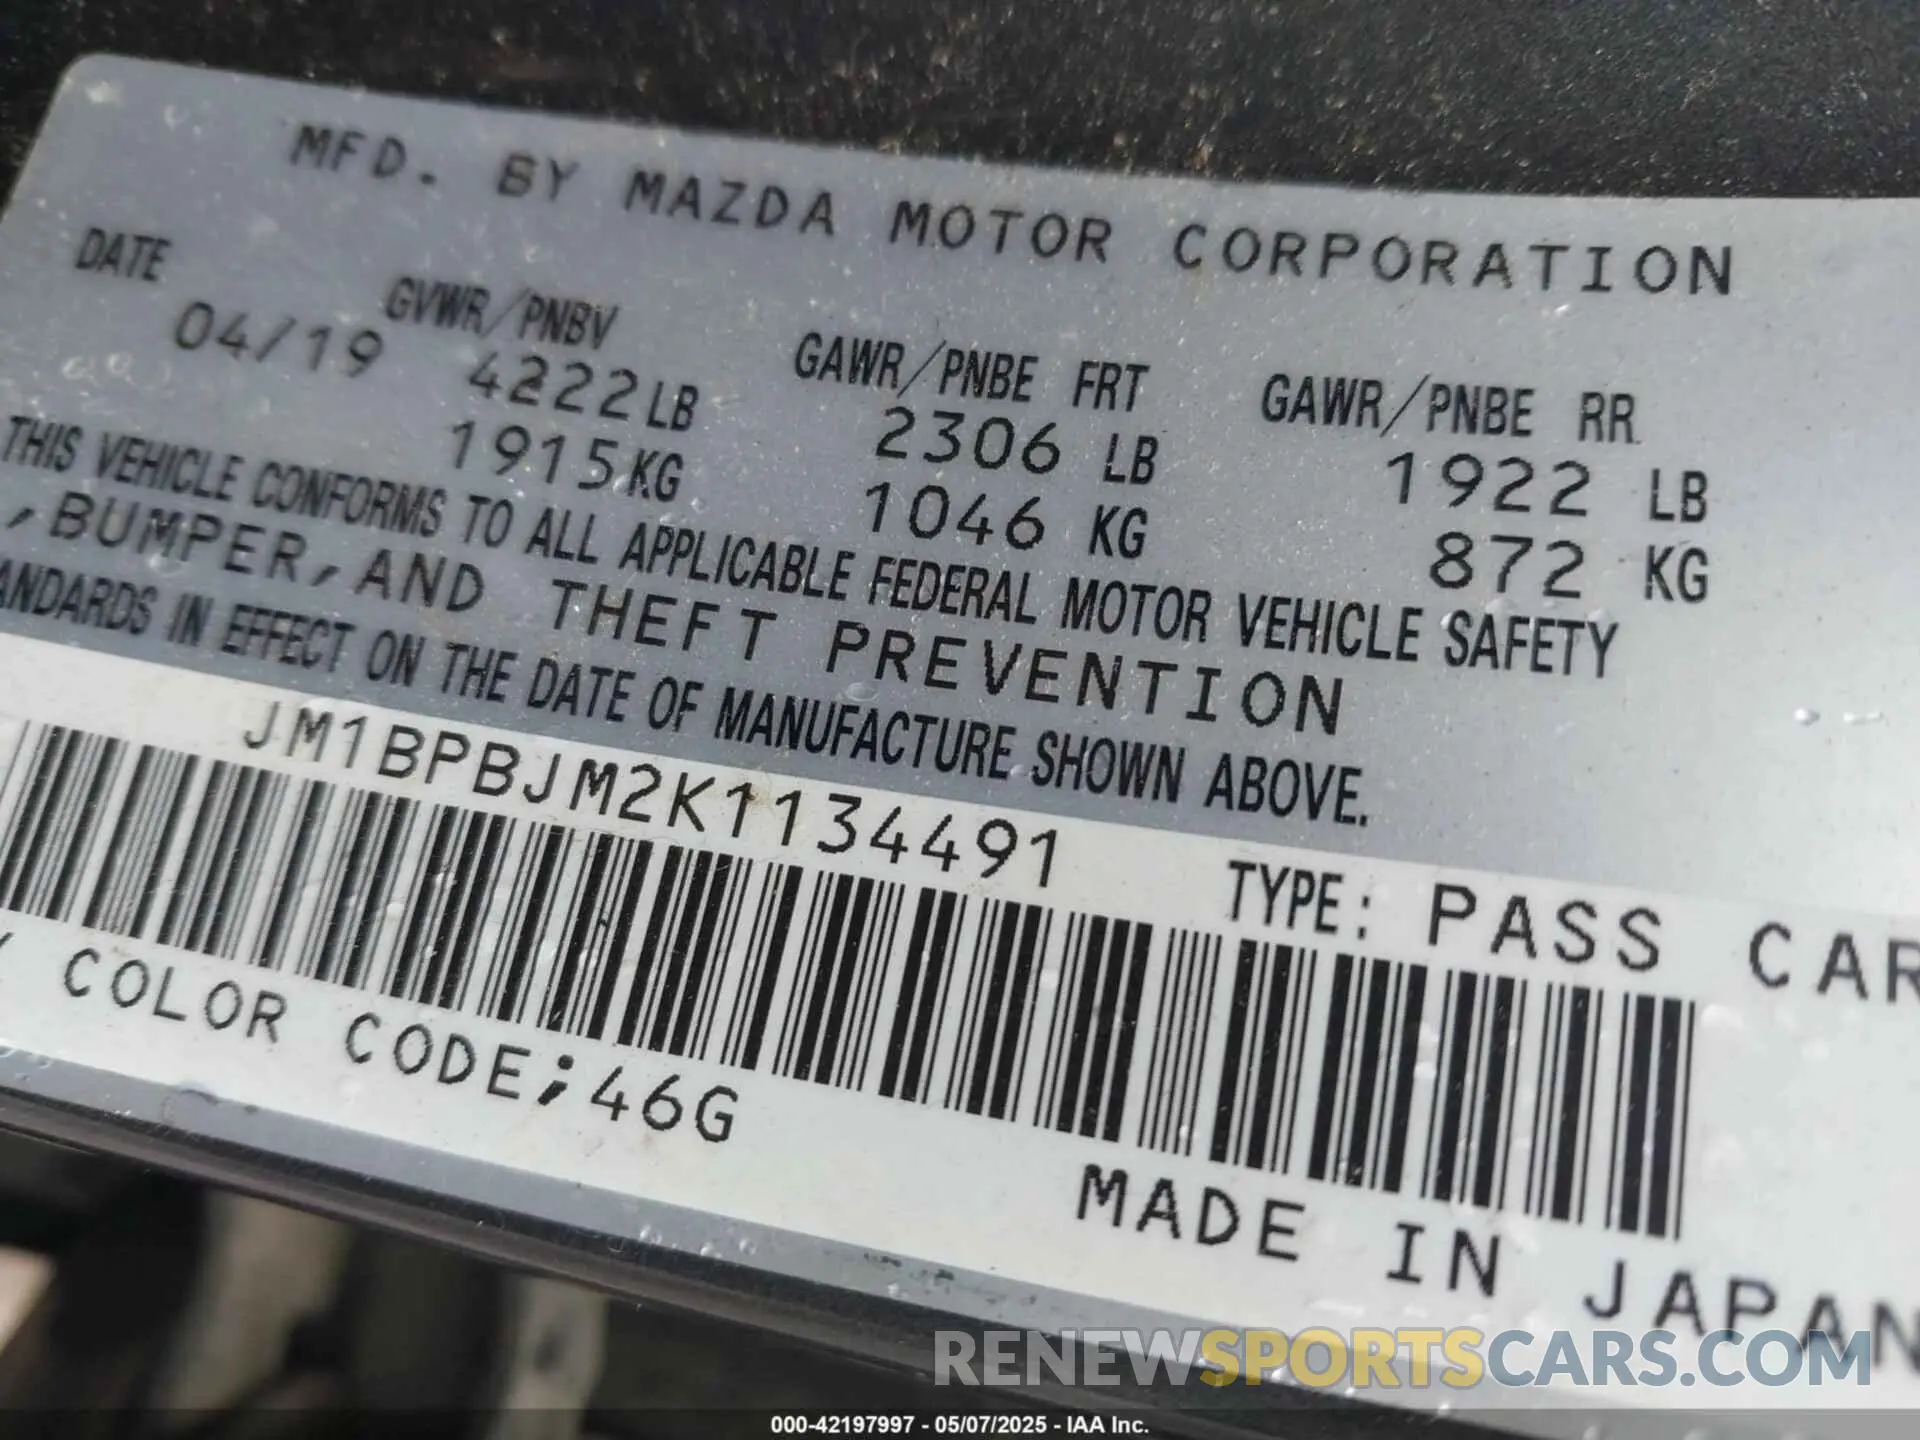 MFD. BY MAZDA MOTOR CORPORATION
DATE GVWR/PNBV GAWR/PNBE FRT GAWR/PNBE RR
04/19 4222LB 2306 LB 1922 LB
1915KG 1046 KG 872 KG
THIS VEHICLE CONFORMS TO ALL APPLICABLE FEDERAL MOTOR VEHICLE SAFETY
, BUMPER, AND THEFT PREVENTION
ANDARDS IN EFFECT ON THE DATE OF MANUFACTURE SHOWN ABOVE.
JM1BPBJM2K1134491 TYPE: PASS CAR
COLOR CODE;46G
MADE IN JAPAN
RENEWSPORTSCARS.COM
000-42197997 - 05/07/2025 - IAA Inc.